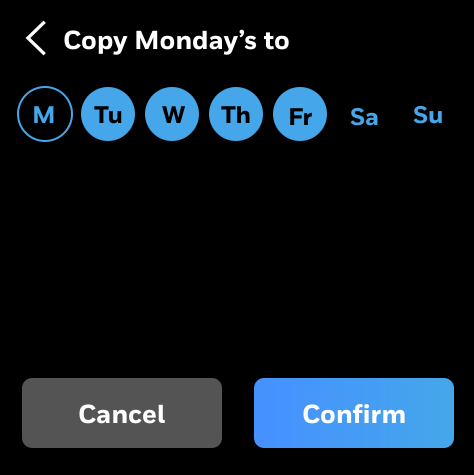 Copy Monday’s to
M Tu W Th Fr Sa Su
Cancel Confirm